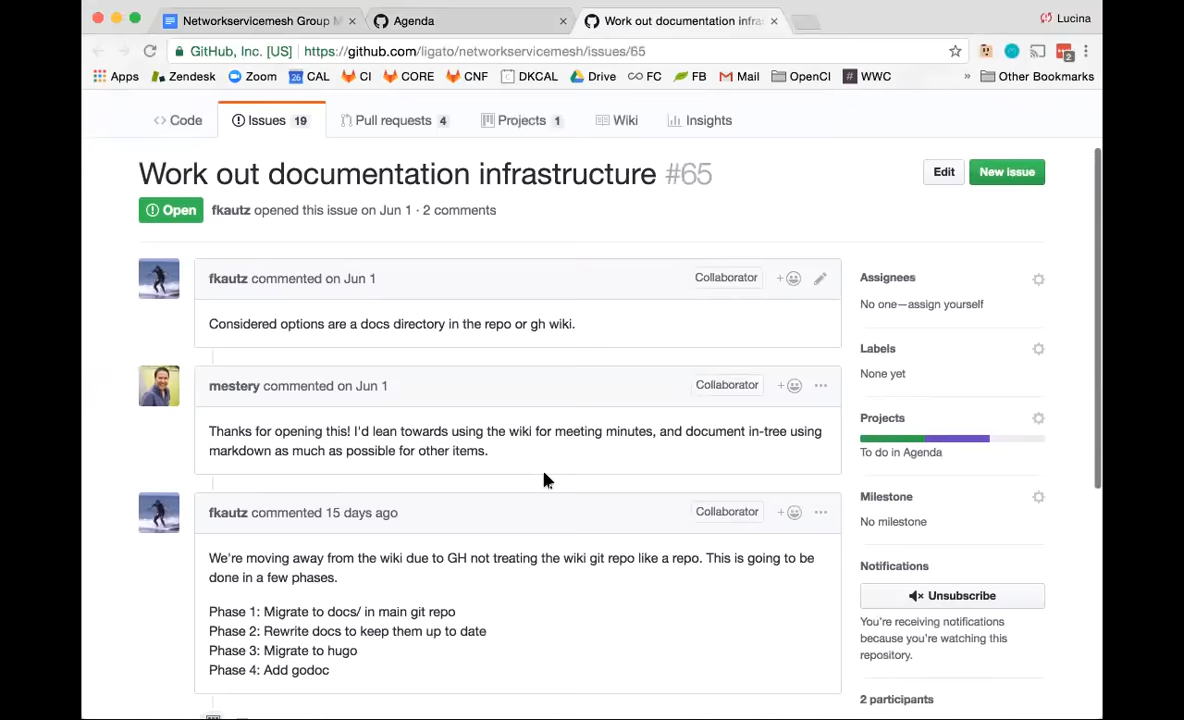 Networkservicemesh Group M
Agenda
Work out documentation infra
Lucina
GitHub, Inc. [US] https://github.com/ligato/networkservicemesh/issues/65
2
Apps Zendesk Zoom 26 CAL CI CORE CNF DKCAL Drive FC FB Mail OpenCI # WWC » Other Bookmarks
Code Issues 19 Pull requests 4 Projects 1 Wiki Insights
Work out documentation infrastructure #65
Edit New issue
Open fkautz opened this issue on Jun 1 · 2 comments
fkautz commented on Jun 1 Collaborator
Considered options are a docs directory in the repo or gh wiki.
mestery commented on Jun 1 Collaborator
Thanks for opening this! I'd lean towards using the wiki for meeting minutes, and document in-tree using
markdown as much as possible for other items.
fkautz commented 15 days ago Collaborator
We're moving away from the wiki due to GH not treating the wiki git repo like a repo. This is going to be
done in a few phases.
Phase 1: Migrate to docs/ in main git repo
Phase 2: Rewrite docs to keep them up to date
Phase 3: Migrate to hugo
Phase 4: Add godoc
Assignees
No one—assign yourself
Labels
None yet
Projects
To do in Agenda
Milestone
No milestone
Notifications
Unsubscribe
You're receiving notifications
because you're watching this
repository.
2 participants